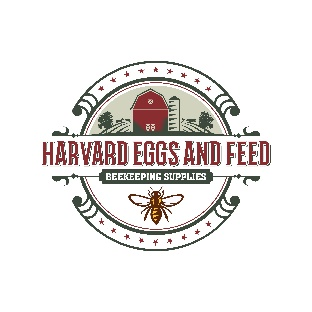 HARVARD EGGS AND FEED
BEEKEEPING SUPPLIES